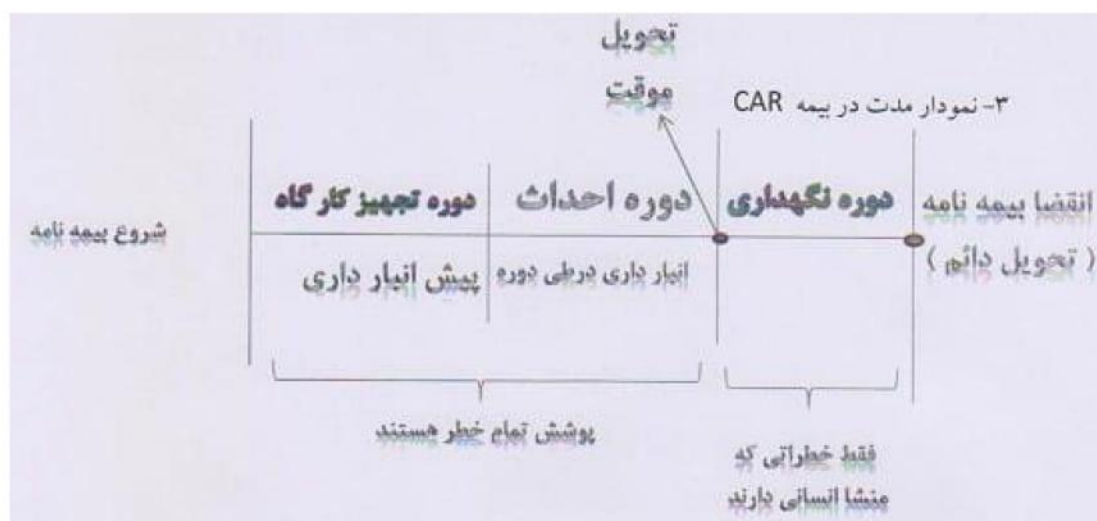 تحویل
موقت
۳- نمودار مدت در بیمه CAR
شروع بیمه نامه
دوره تجهیز کارگاه
دوره احداث
دوره نگهداری
انقضا بیمه نامه
( تحویل دائم )
پیش انبار داری
انبار داری درطی دوره
پوشش تمام خطر هستند
فقط خطراتی که
منشا انسانی دارند